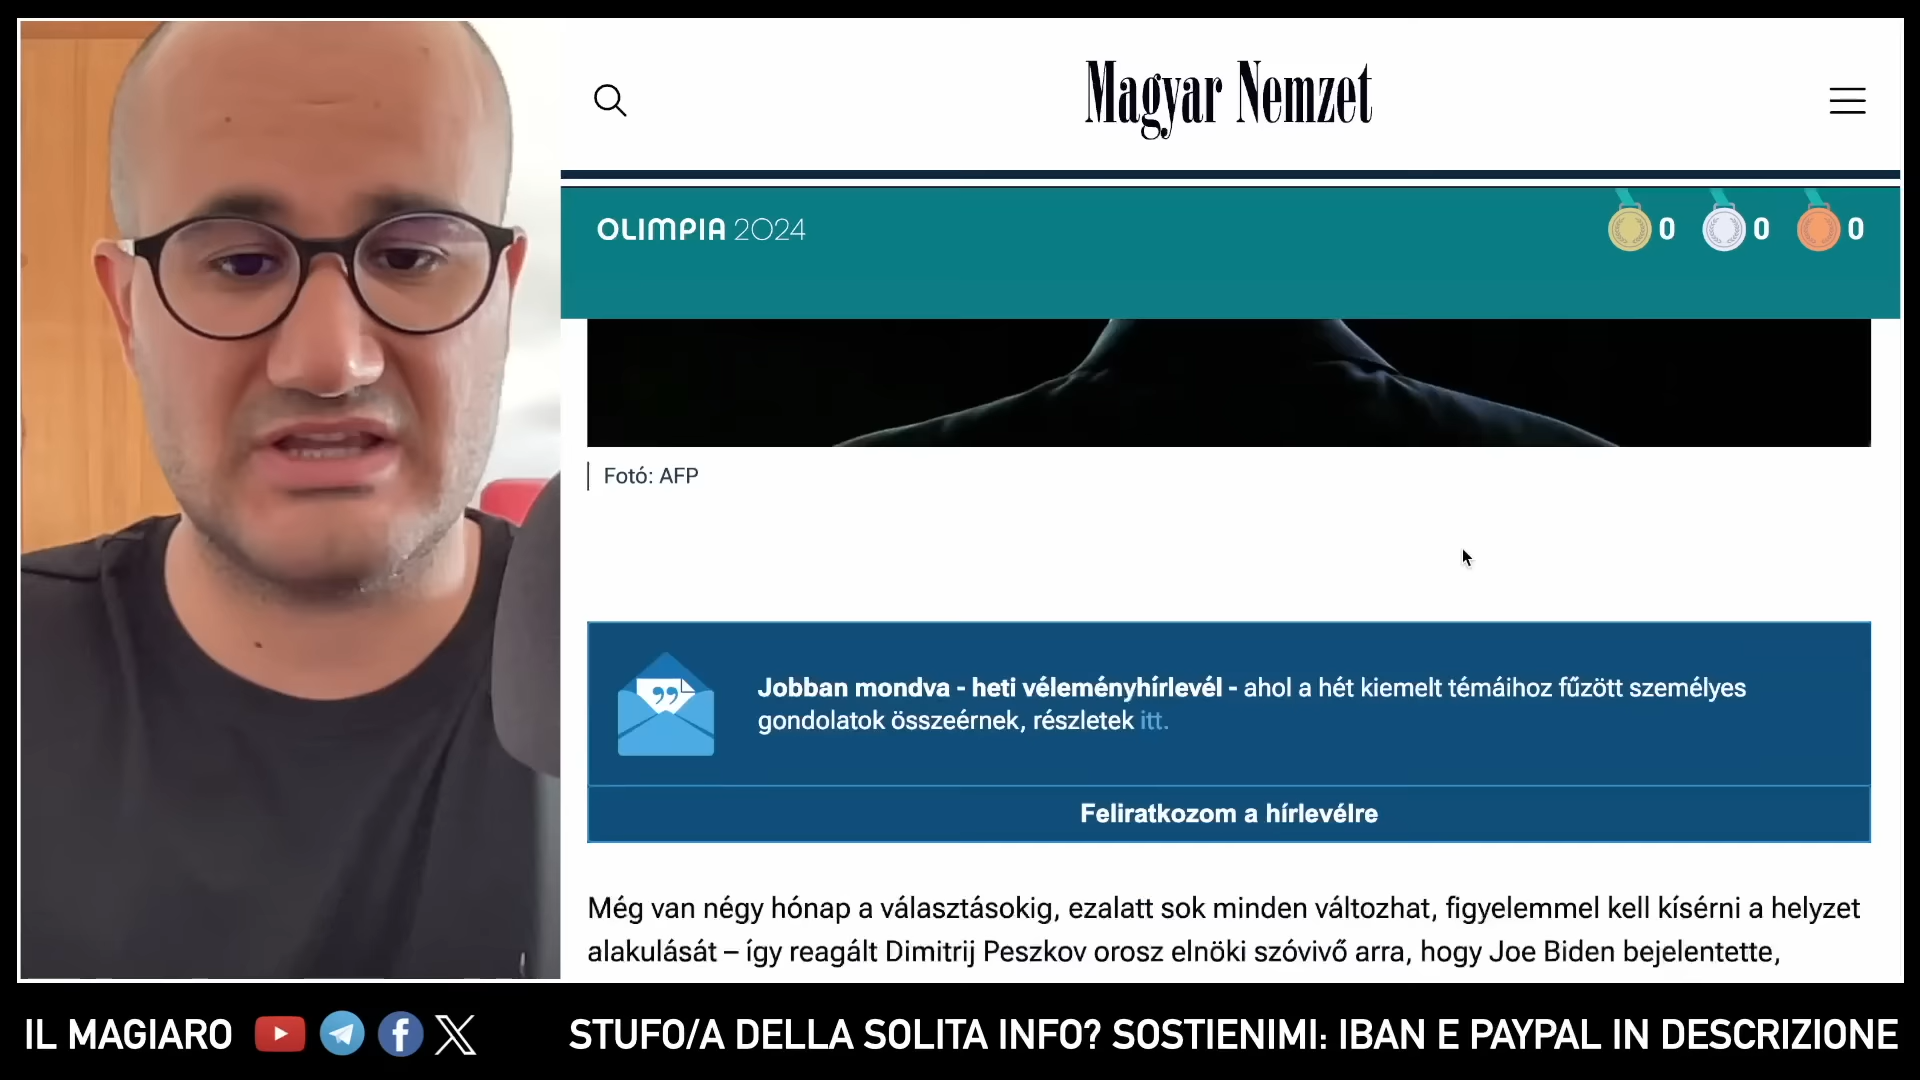 Magyar Nemzet
OLIMPIA 2024
0 0 0
Fotó: AFP
Jobban mondva - heti véleményhírlevél - ahol a hét kiemelt témáihoz fűzött személyes
gondolatok összeérnek, részletek itt.
Feliratkozom a hírlevélre
Még van négy hónap a választásokig, ezalatt sok minden változhat, figyelemmel kell kísérni a helyzet
alakulását – így reagált Dimitrij Peszkov orosz elnöki szóvivő arra, hogy Joe Biden bejelentette,
IL MAGIARO
STUFO/A DELLA SOLITA INFO? SOSTIENIMI: IBAN E PAYPAL IN DESCRIZIONE